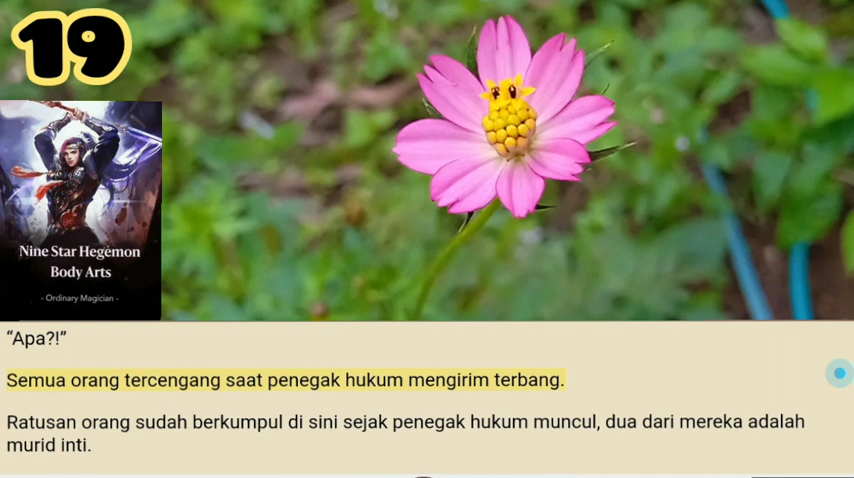 19
Nine Star Hegemon
Body Arts
- Ordinary Magician -
“Apa?!”
Semua orang tercengang saat penegak hukum mengirim terbang.
Ratusan orang sudah berkumpul di sini sejak penegak hukum muncul, dua dari mereka adalah
murid inti.